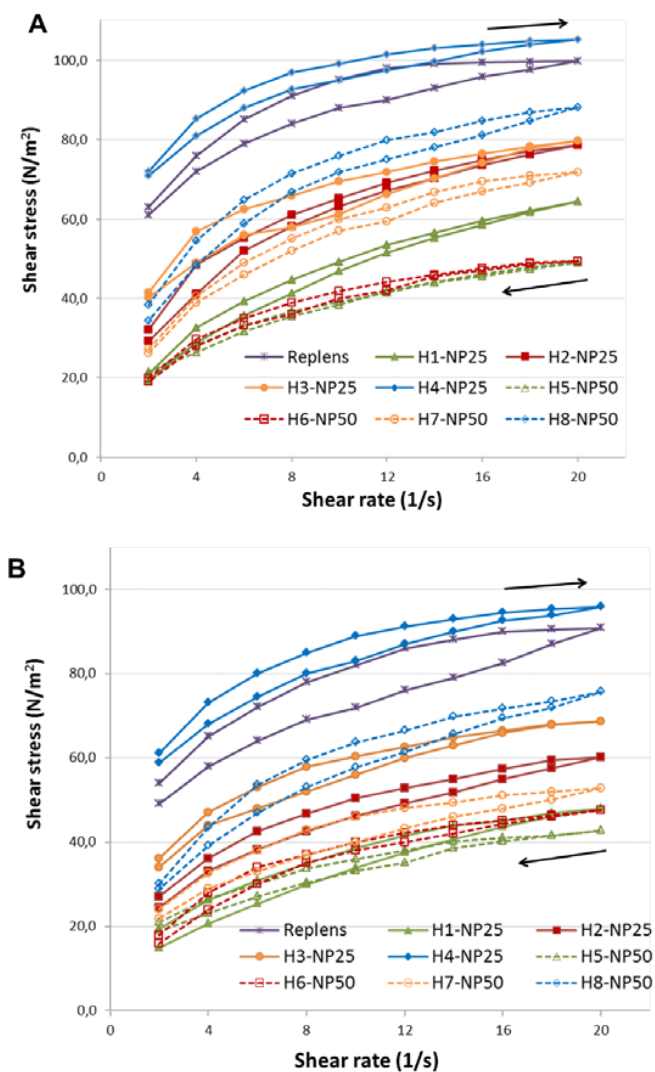 A
Shear stress (N/m²)
100,0
80,0
60,0
40,0
20,0
0,0
Replens H1-NP25 H2-NP25
H3-NP25 H4-NP25 H5-NP50
H6-NP50 H7-NP50 H8-NP50
0 4 8 12 16 20
Shear rate (1/s)
B
Shear stress (N/m²)
100,0
80,0
60,0
40,0
20,0
0,0
Replens H1-NP25 H2-NP25
H3-NP25 H4-NP25 H5-NP50
H6-NP50 H7-NP50 H8-NP50
0 4 8 12 16 20
Shear rate (1/s)